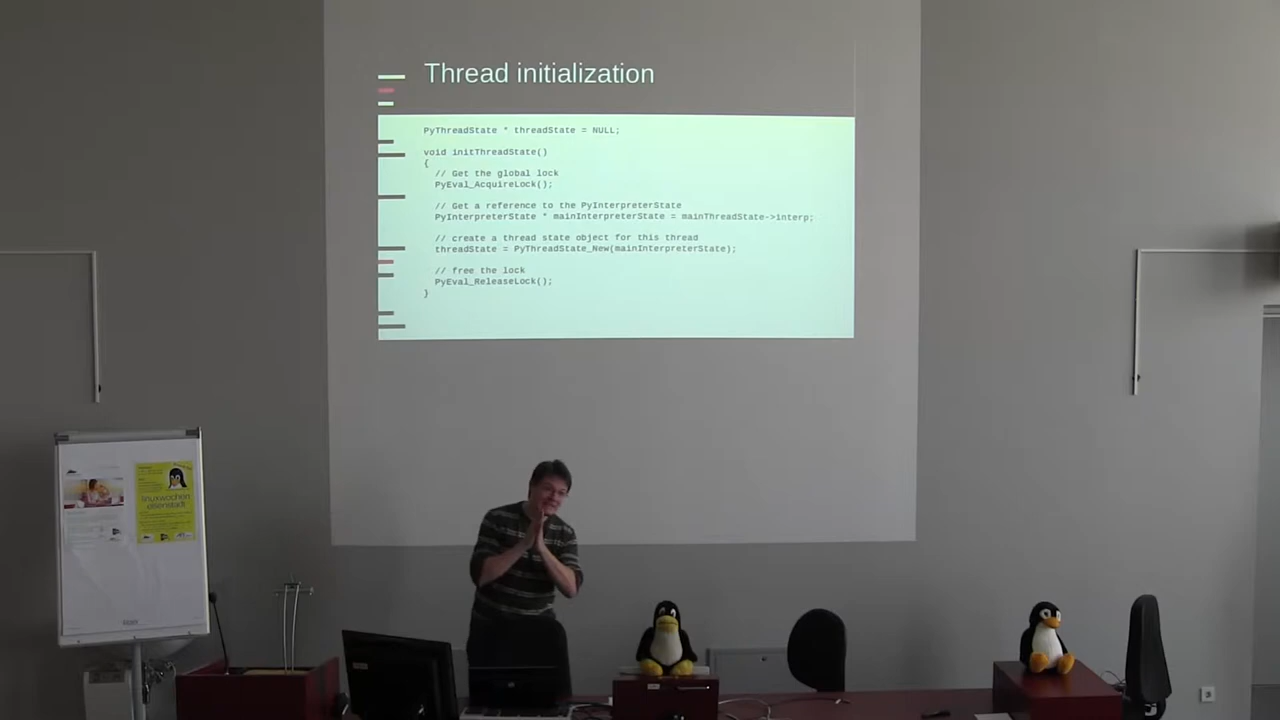 Thread initialization
PyThreadState * threadState = NULL;
void initThreadState()
{
// Get the global lock
PyEval_AcquireLock();
// Get a reference to the PyInterpreterState
PyInterpreterState * mainInterpreterState = mainThreadState->interp;
// create a thread state object for this thread
threadState = PyThreadState_New(mainInterpreterState);
// free the lock
PyEval_ReleaseLock();
}
linuxwochen
eisenstadt